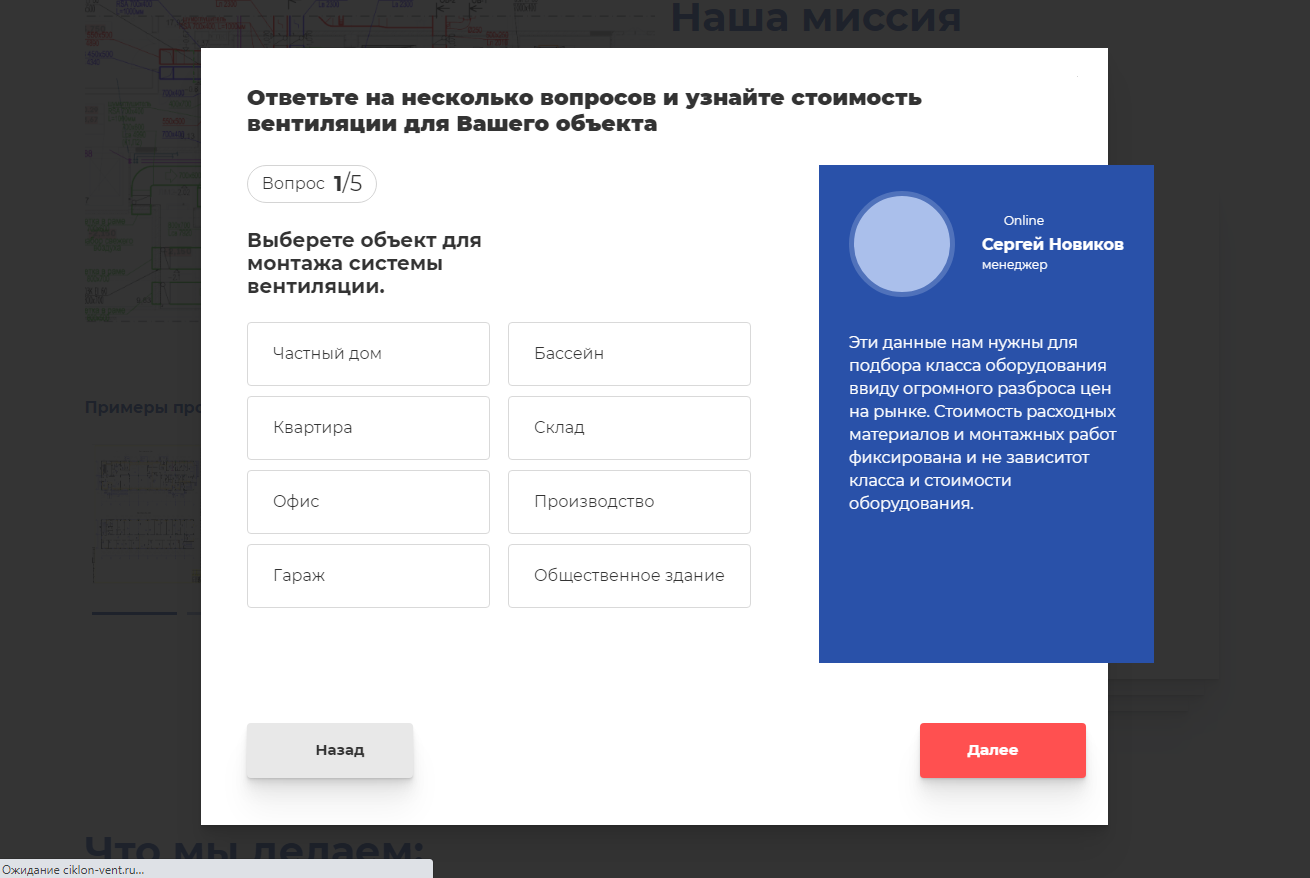 Наша миссия
Ответьте на несколько вопросов и узнайте стоимость
вентиляции для Вашего объекта
Вопрос 1/5
Выберете объект для
монтажа системы
вентиляции.
Частный дом
Бассейн
Квартира
Склад
Офис
Производство
Гараж
Общественное здание
Online
Сергей Новиков
менеджер
Эти данные нам нужны для
подбора класса оборудования
ввиду огромного разброса цен
на рынке. Стоимость расходных
материалов и монтажных работ
фиксирована и не зависитот
класса и стоимости
оборудования.
Примеры про
Назад
Далее
Что мы делаем:
Ожидание ciklon-vent.ru...